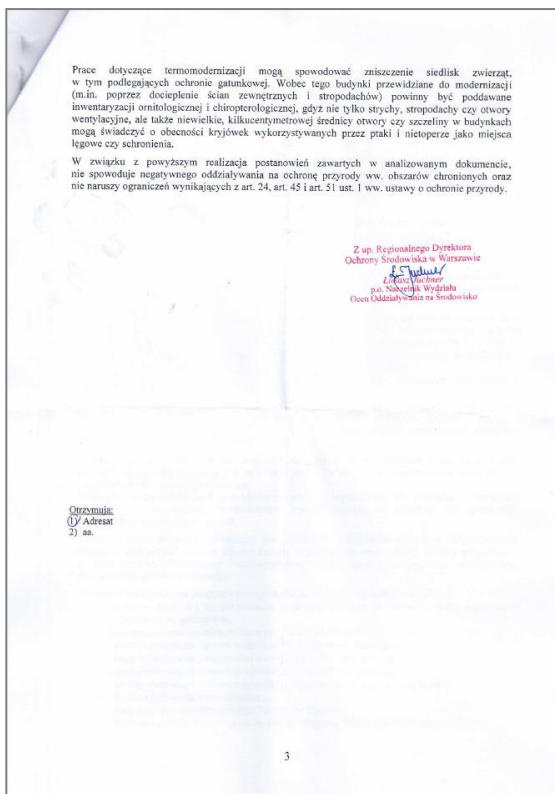 Prace dotyczące termomodernizacji mogą spowodować zniszczenie siedlisk zwierząt,
w tym podlegających ochronie gatunkowej. Wobec tego budynki przewidziane do modernizacji
(m.in. poprzez docieplenie ścian zewnętrznych i stropodachów) powinny być poddawane
inwentaryzacji ornitologicznej i chiropterologicznej, gdyż nie tylko strychy, stropodachy czy otwory
wentylacyjne, ale także niewielkie, kilkucentymetrowej średnicy otwory czy szczeliny w budynkach
mogą świadczyć o obecności kryjówek wykorzystywanych przez ptaki i nietoperze jako miejsca
lęgowe czy schronienia.
W związku z powyższym realizacja postanowień zawartych w analizowanym dokumencie,
nie spowoduje negatywnego oddziaływania na ochronę przyrody ww. obszarów chronionych oraz
nie naruszy ograniczeń wynikających z art. 24, art. 45 i art. 51 ust. 1 ww. ustawy o ochronie przyrody.
Z up. Regionalnego Dyrektora
Ochrony Środowiska w Warszawie
Łukasz Juchner
p.o. Naczelnik Wydziału
Ocen Oddziaływania na Środowisko
Otrzymują:
1) Adresat
2) aa.
3